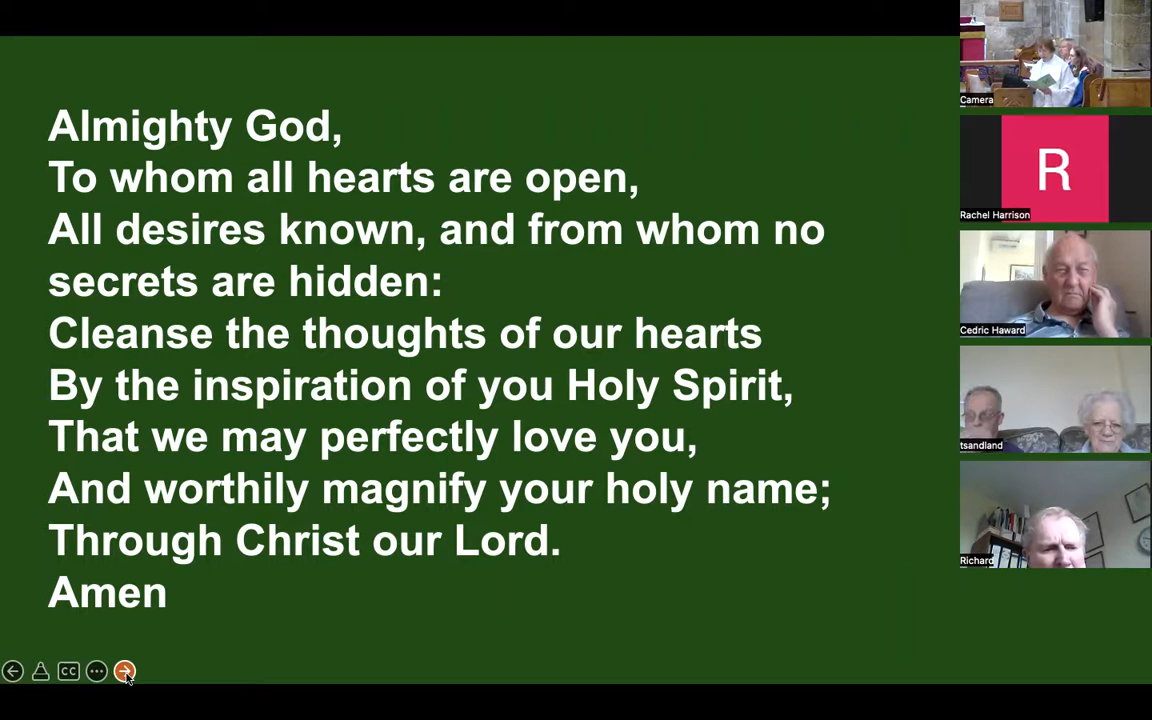 Almighty God,
To whom all hearts are open,
All desires known, and from whom no
secrets are hidden:
Cleanse the thoughts of our hearts
By the inspiration of you Holy Spirit,
That we may perfectly love you,
And worthily magnify your holy name;
Through Christ our Lord.
Amen
CC
Camera
R
Rachel Harrison
Cedric Haward
tsandland
Richard